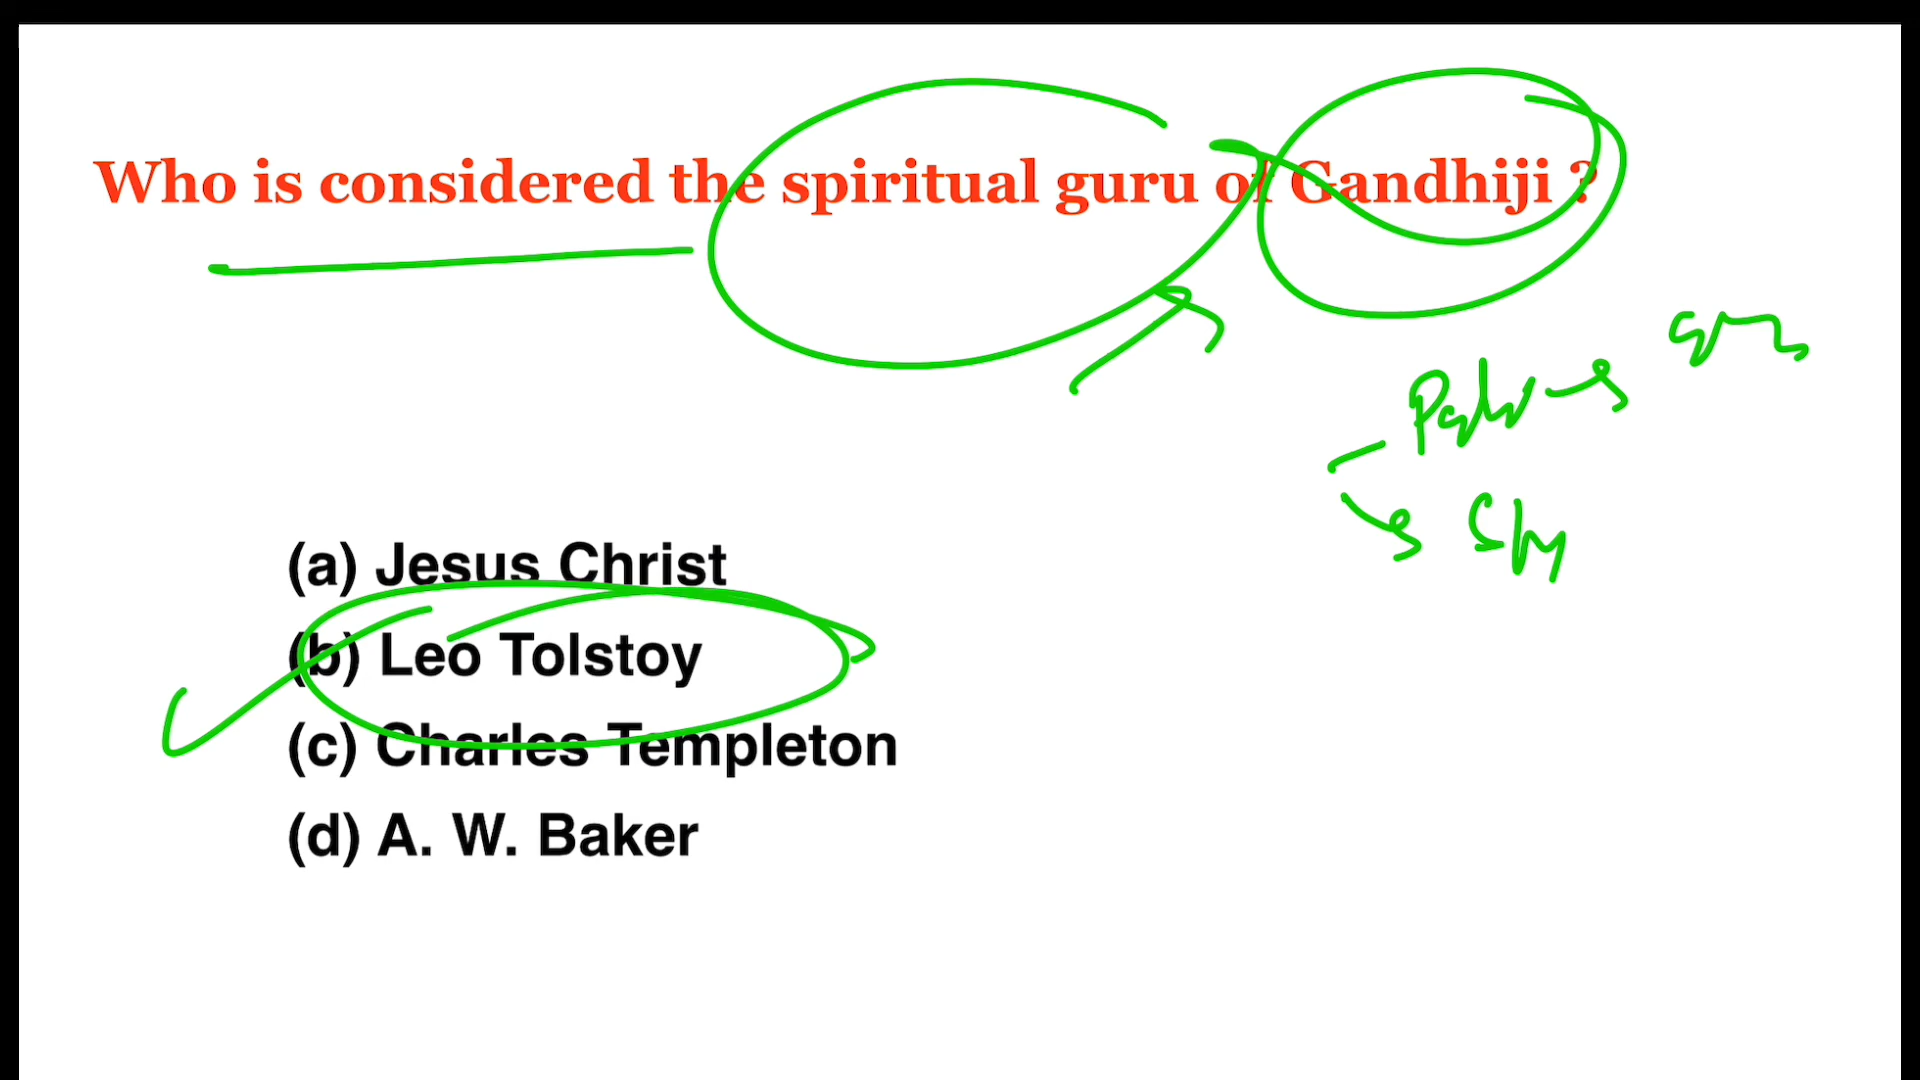 Who is considered the spiritual guru of Gandhiji ?
(a) Jesus Christ
(b) Leo Tolstoy
(c) Charles Templeton
(d) A. W. Baker